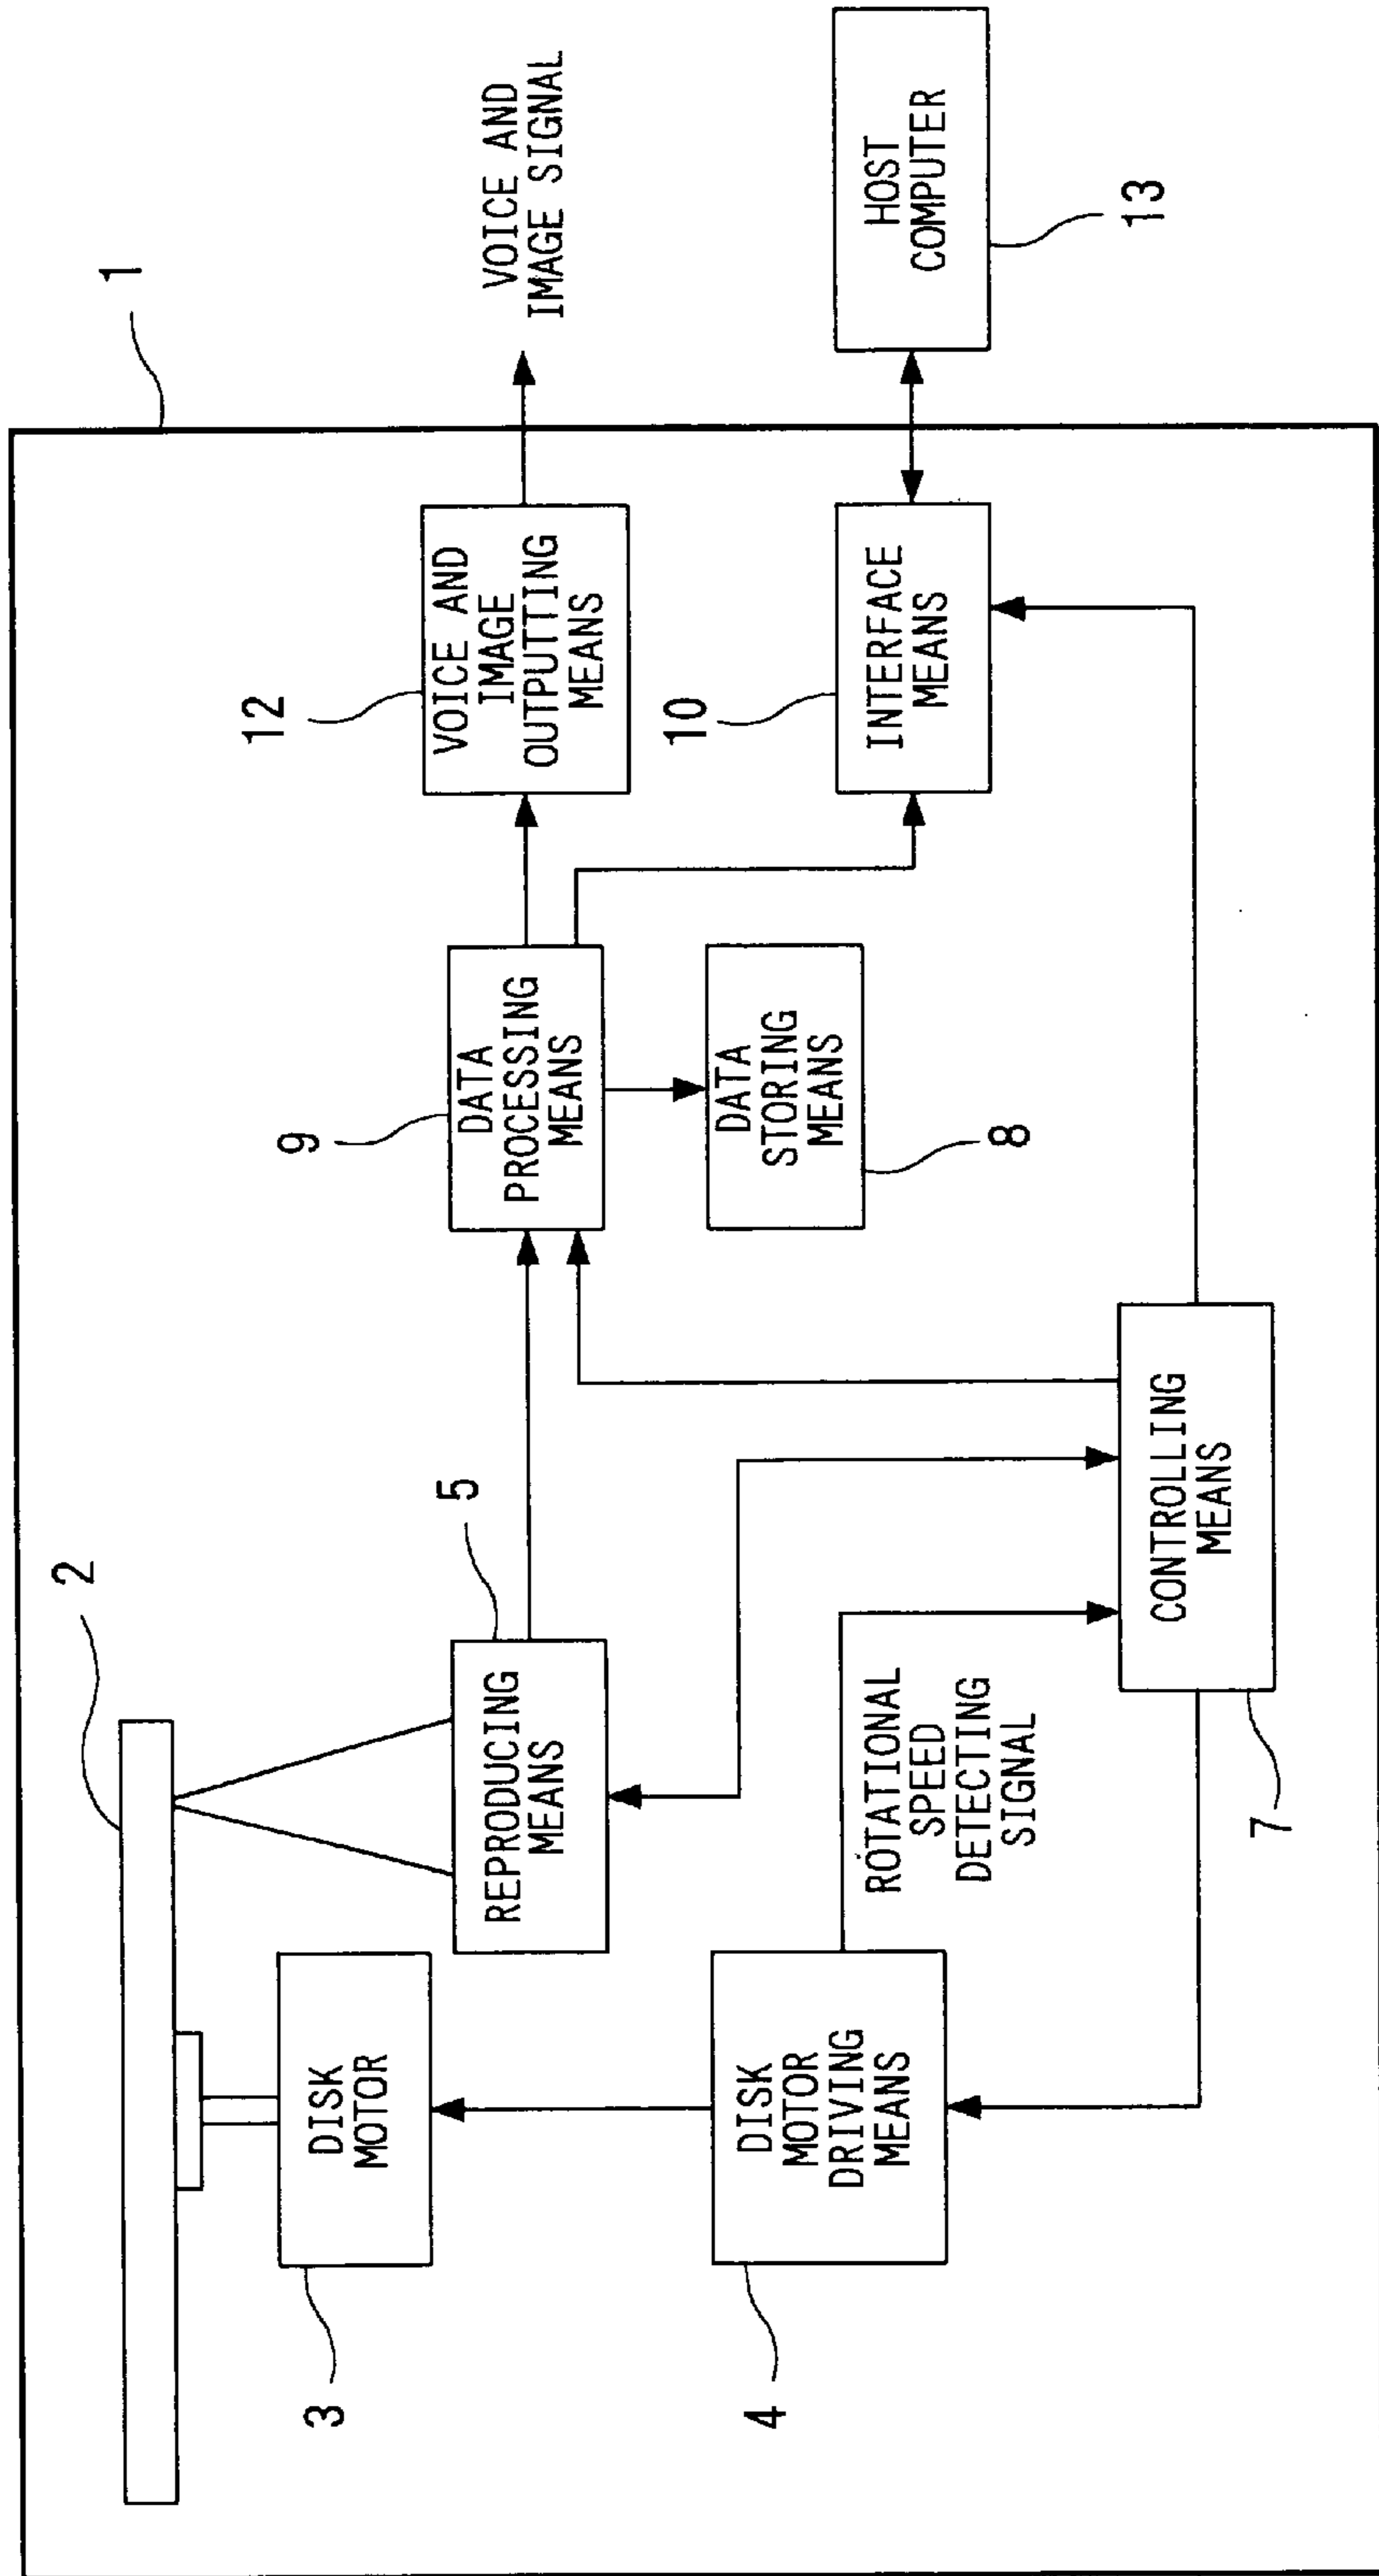 1
2
DISK
MOTOR
3
DISK
MOTOR
DRIVING
MEANS
4
REPRODUCING
MEANS
5
ROTATIONAL
SPEED
DETECTING
SIGNAL
CONTROLLING
MEANS
7
DATA
PROCESSING
MEANS
9
DATA
STORING
MEANS
8
VOICE AND
IMAGE
OUTPUTTING
MEANS
12
INTERFACE
MEANS
10
VOICE AND
IMAGE SIGNAL
HOST
COMPUTER
13